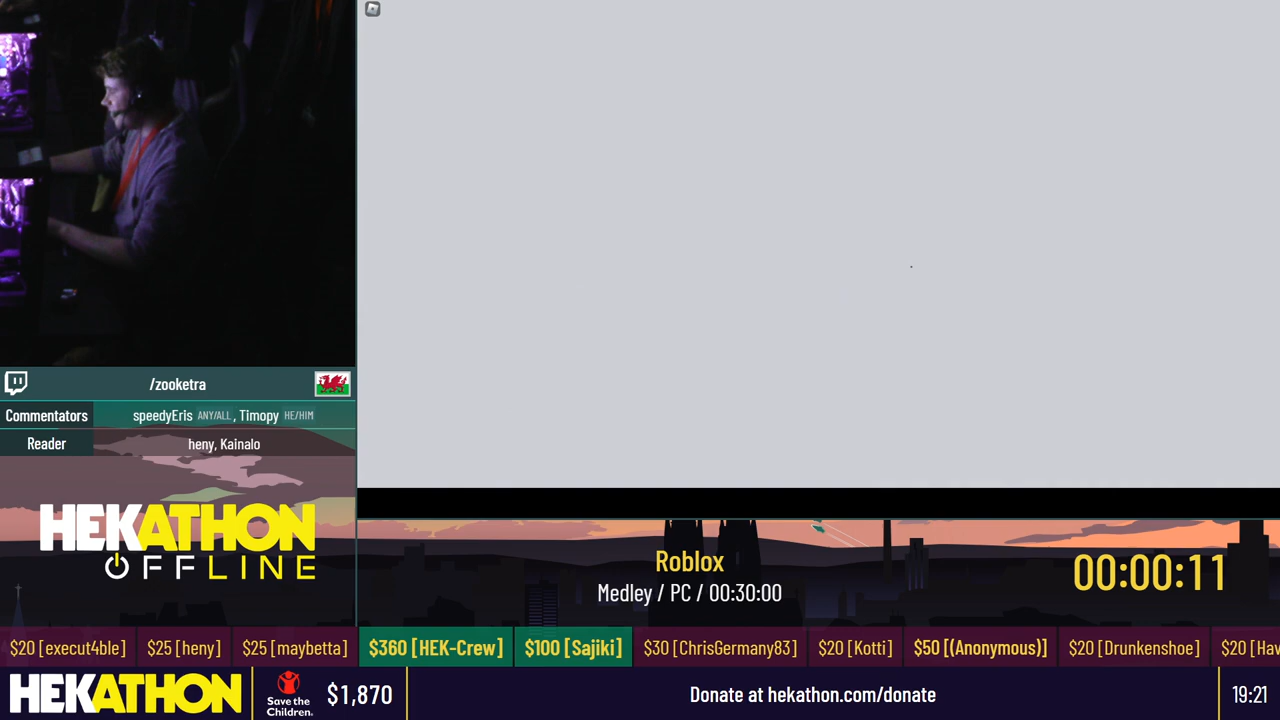 /zooketra
Commentators speedyEris ANY/ALL , Timopy HE/HIM
Reader heny, Kainalo
HEKATHON
OFFLINE
Roblox
Medley / PC / 00:30:00
00:00:11
$20 [execut4ble] $25 [heny] $25 [maybetta] $360 [HEK-Crew] $100 [Sajiki] $30 [ChrisGermany83] $20 [Kotti] $50 [(Anonymous)] $20 [Drunkenshoe] $20 [Hav
HEKATHON Save the Children. $1,870 Donate at hekathon.com/donate 19:21